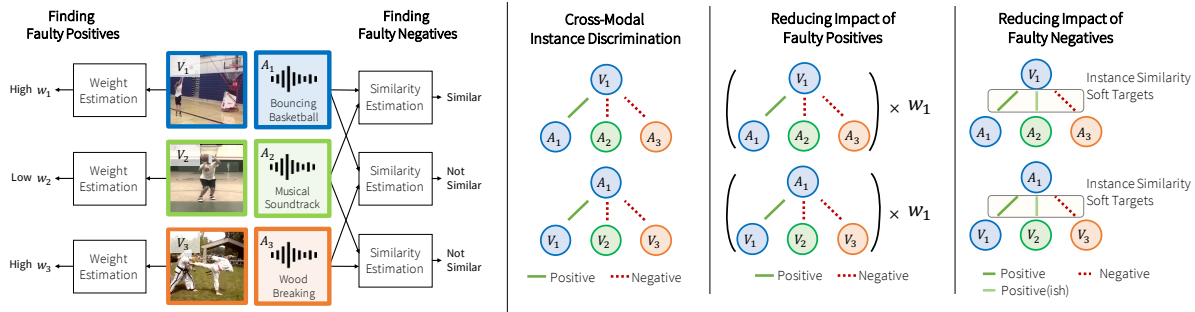 Finding
Faulty Positives
Finding
Faulty Negatives
High w1
Weight
Estimation
V1
A1
Bouncing
Basketball
Similarity
Estimation
Similar
Low w2
Weight
Estimation
V2
A2
Musical
Soundtrack
Similarity
Estimation
Not
Similar
High w3
Weight
Estimation
V3
A3
Wood
Breaking
Similarity
Estimation
Not
Similar
Cross-Modal
Instance Discrimination
V1
A1 A2 A3
A1
V1 V2 V3
Positive Negative
Reducing Impact of
Faulty Positives
V1
A1 A2 A3
× w1
A1
V1 V2 V3
× w1
Positive Negative
Reducing Impact of
Faulty Negatives
V1
Instance Similarity
Soft Targets
A1 A2 A3
A1
Instance Similarity
Soft Targets
V1 V2 V3
Positive Negative
Positive(ish)